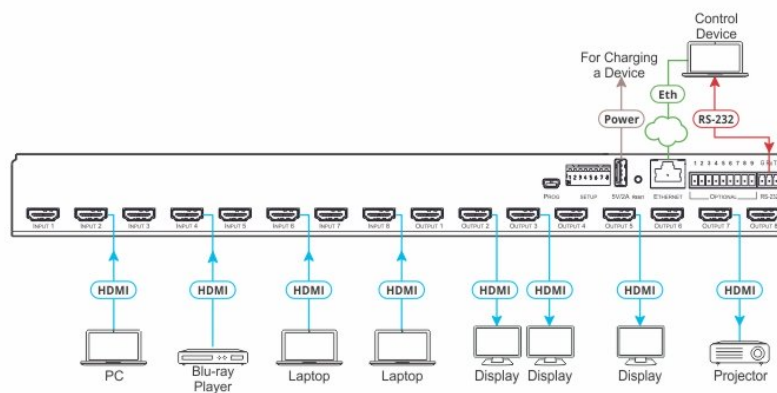 Control
Device
For Charging
a Device
Eth
Power
RS-232
1 2 3 4 5 6 7 8 9 G
1 2 3 4 5 6 7 8
PROG
SETUP
5V/2A
ETHERNET
OPTIONAL
RS-232
INPUT 1 INPUT 2 INPUT 3 INPUT 4 INPUT 5 INPUT 6 INPUT 7 INPUT 8 OUTPUT 1 OUTPUT 2 OUTPUT 3 OUTPUT 4 OUTPUT 5 OUTPUT 6 OUTPUT 7 OUTPUT 8
HDMI HDMI HDMI HDMI HDMI HDMI HDMI HDMI
PC
Blu-ray
Player
Laptop
Laptop
Display
Display
Display
Projector